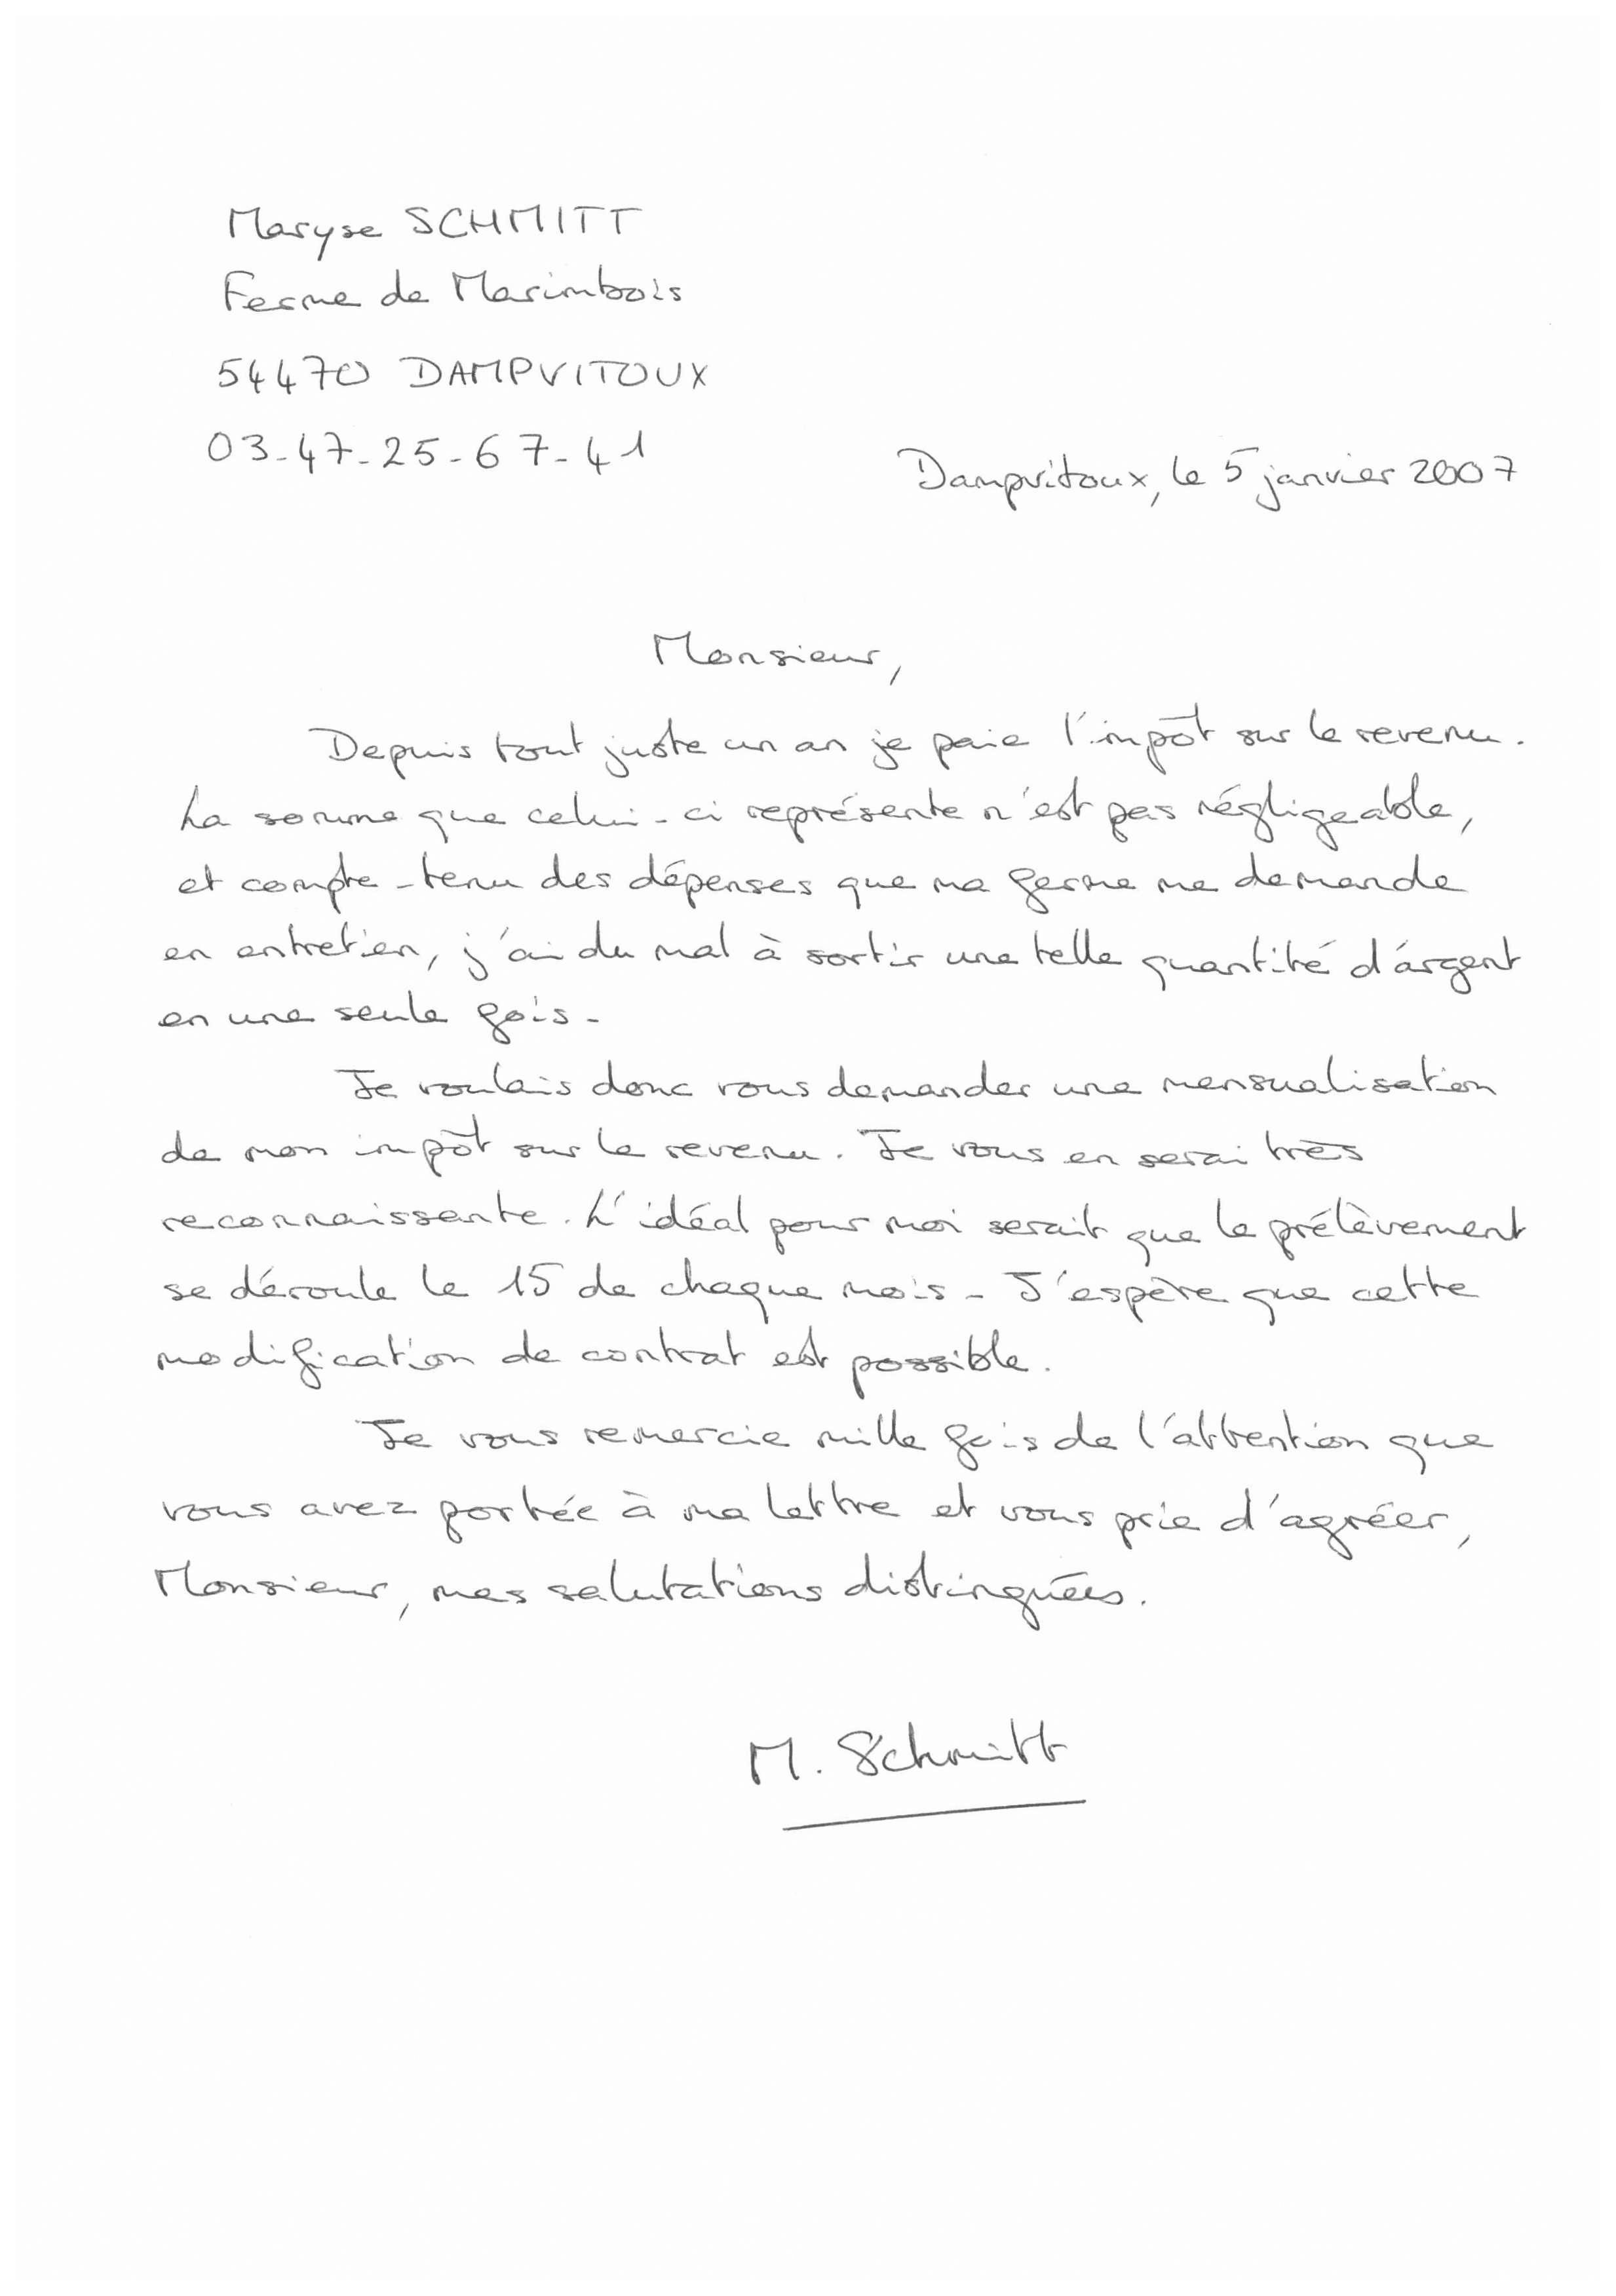 Maryse SCHMITT
Ferme de Marimbois
54470 DAMPVITOUX
03-47-25-67-41
Dampvitoux, le 5 janvier 2007
Monsieur,
Depuis tout juste un an je paie l'impôt sur le revenu.
La somme que celui-ci représente n'est pas négligeable,
et compte-tenu des dépenses que ma ferme me demande
en entretien, j'ai du mal à sortir une telle quantité d'argent
en une seule fois-
Je voulais donc vous demander une mensualisation
de mon impôt sur le revenu. Je vous en serai très
reconnaissante. L'idéal pour moi serait que le prélèvement
se déroule le 15 de chaque mois- J'espère que cette
modification de contrat est possible.
Je vous remercie mille fois de l'attention que
vous avez portée à ma lettre et vous prie d'agréer,
Monsieur, mes salutations distinguées.
M. Schmitt